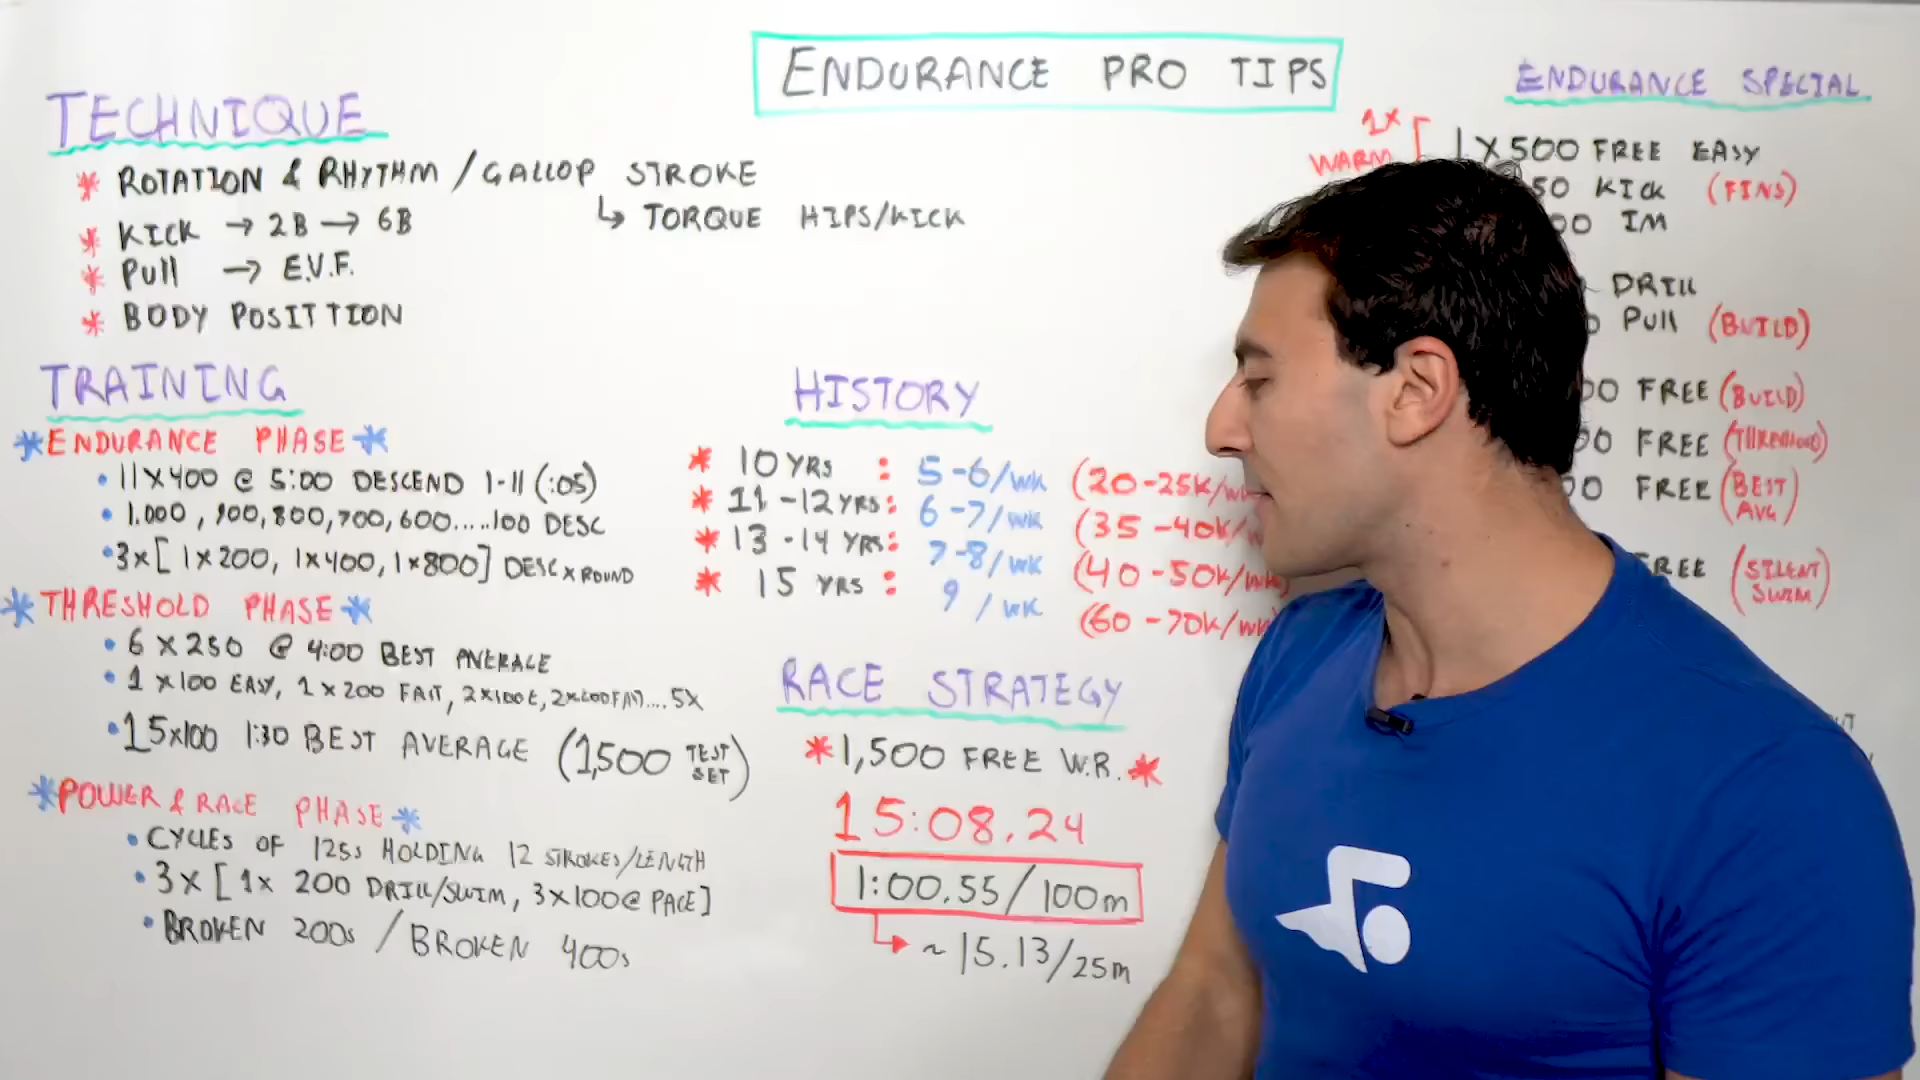 ENDURANCE PRO TIPS
TECHNIQUE
* ROTATION & RHYTHM / GALLOP STROKE
↳ TORQUE HIPS/KICK
* KICK → 2B → 6B
* PULL → E.V.F.
* BODY POSITTION
TRAINING
*ENDURANCE PHASE*
• 11X400 @ 5:00 DESCEND 1-11 (:05)
• 1.000, 900, 800, 700, 600.....100 DESC
• 3x[1x200, 1x400, 1x800] DESC x ROUND
*THRESHOLD PHASE*
• 6 X 250 @ 4:00 BEST AVERAGE
• 1 X100 EASY, 1 X 200 FAST, 2X100E, 2X200FAST.... 5X
• 15x100 1:30 BEST AVERAGE (1,500 TEST SET)
*POWER & RACE PHASE*
• CYCLES OF 125s HOLDING 12 STROKES/LENGTH
• 3x [1x 200 DRILL/SWIM, 3X100@ PACE]
• BROKEN 200s / BROKEN 400s
HISTORY
* 10 YRS : 5-6/WK (20-25K/WK
* 11-12 YRS: 6-7/WK (35-40K/
* 13-14 YRS: 7-8/WK (40-50K/WK
* 15 YRS : 9/WK (60-70K/WK
RACE STRATEGY
*1,500 FREE W.R.*
15:08.24
1:00.55/100m
~15.13/25m
ENDURANCE SPECIAL
1X
WARM
1X500 FREE EASY
50 KICK (FINS)
00 IM
DRILL
PULL (BUILD)
00 FREE (BUILD)
00 FREE (THRESHOLD)
00 FREE (BEST AVG)
FREE (SILENT SWIM)